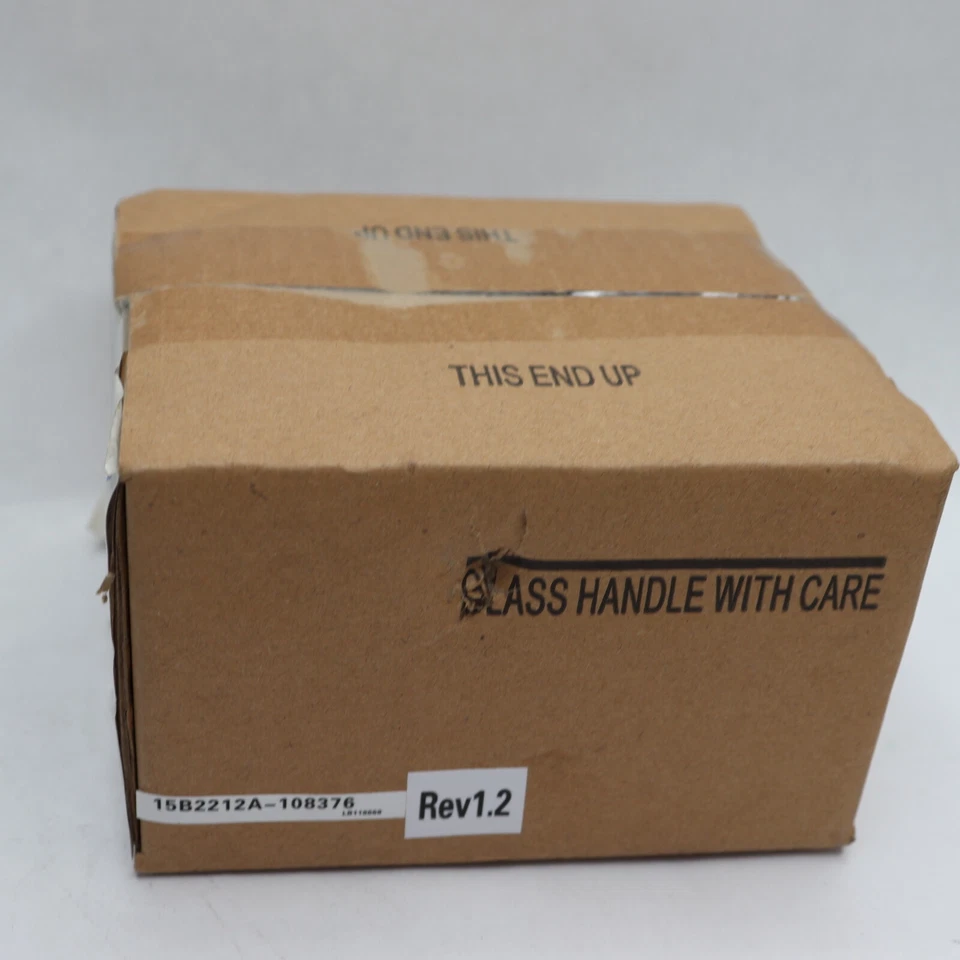 THIS END UP
THIS END UP
GLASS HANDLE WITH CARE
15B2212A-108376
Rev1.2